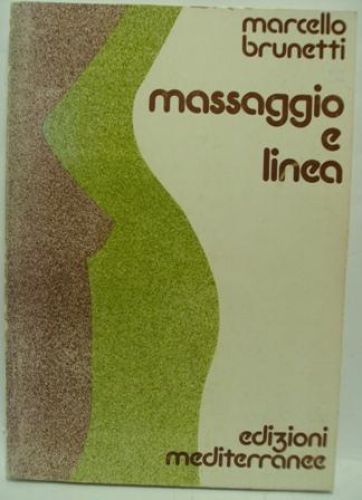 marcello
brunetti
massaggio
e
linea
edizioni
mediterranee